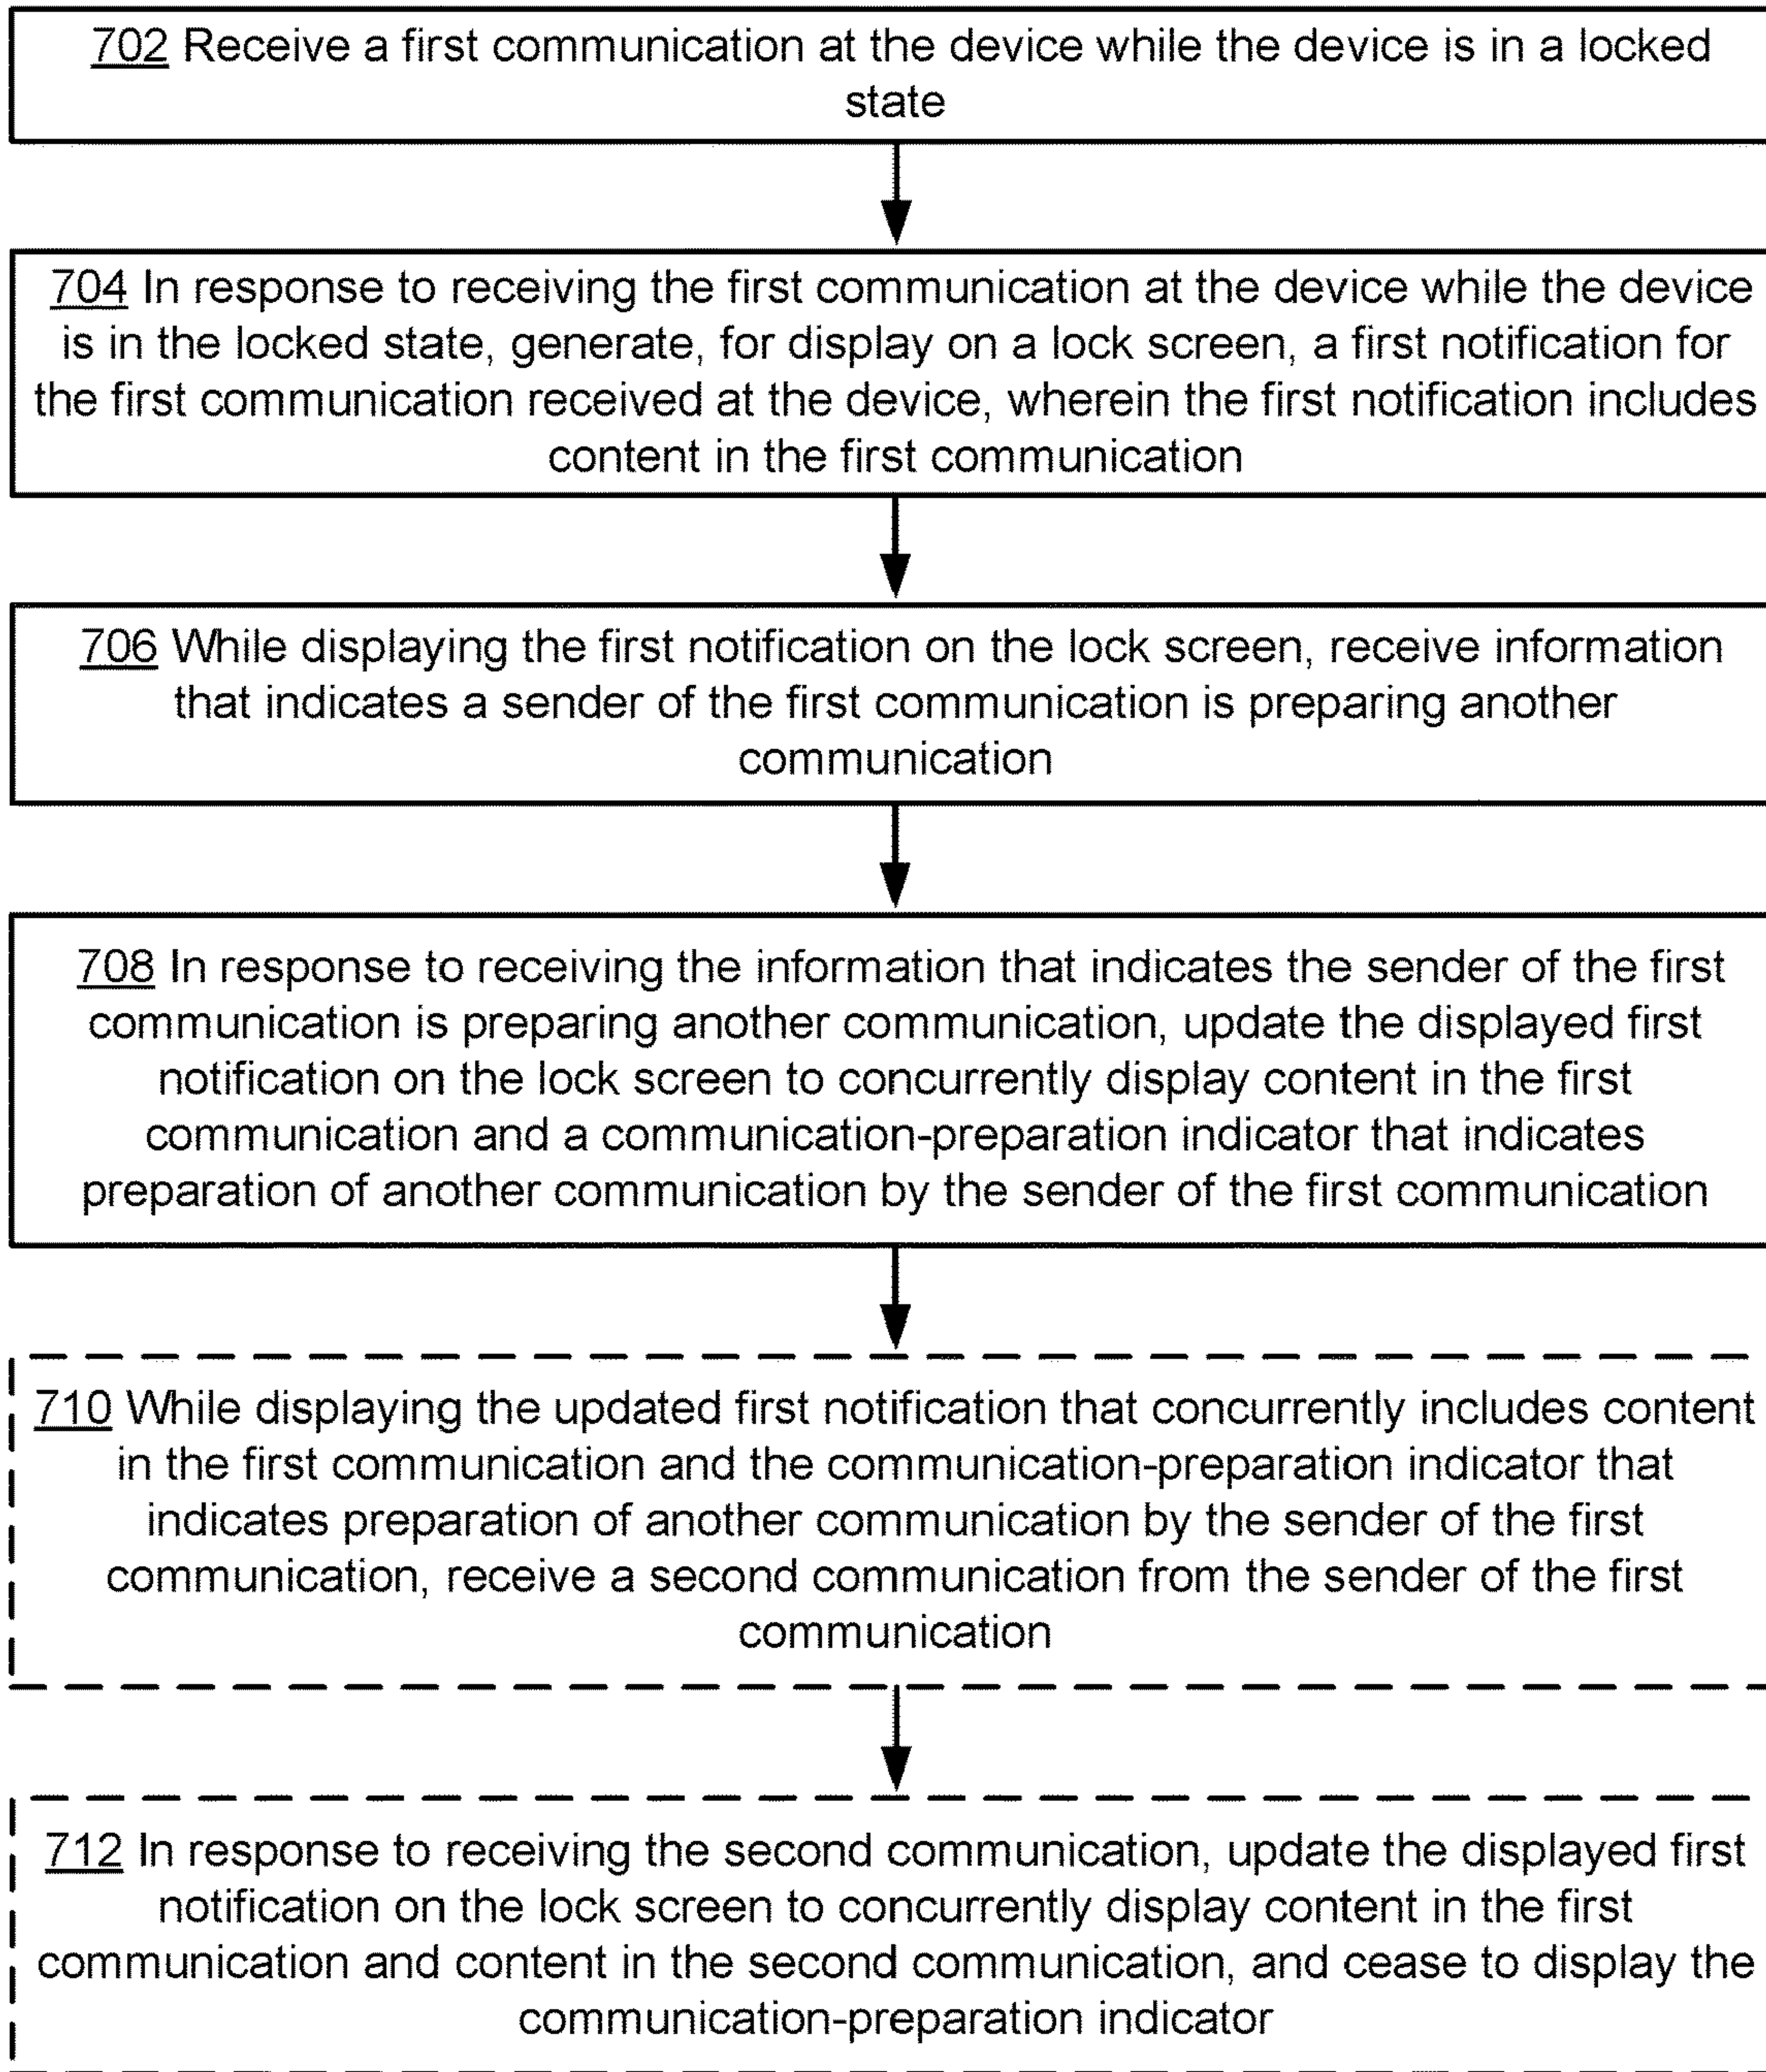 702 Receive a first communication at the device while the device is in a locked
state
704 In response to receiving the first communication at the device while the device
is in the locked state, generate, for display on a lock screen, a first notification for
the first communication received at the device, wherein the first notification includes
content in the first communication
706 While displaying the first notification on the lock screen, receive information
that indicates a sender of the first communication is preparing another
communication
708 In response to receiving the information that indicates the sender of the first
communication is preparing another communication, update the displayed first
notification on the lock screen to concurrently display content in the first
communication and a communication-preparation indicator that indicates
preparation of another communication by the sender of the first communication
710 While displaying the updated first notification that concurrently includes content
in the first communication and the communication-preparation indicator that
indicates preparation of another communication by the sender of the first
communication, receive a second communication from the sender of the first
communication
712 In response to receiving the second communication, update the displayed first
notification on the lock screen to concurrently display content in the first
communication and content in the second communication, and cease to display the
communication-preparation indicator